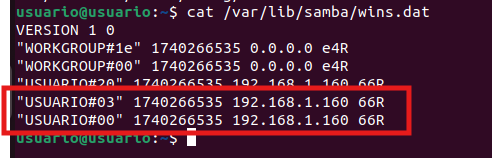 usuario@usuario:~$ cat /var/lib/samba/wins.dat
VERSION 1 0
"WORKGROUP#1e" 1740266535 0.0.0.0 e4R
"WORKGROUP#00" 1740266535 0.0.0.0 e4R
"USUARIO#20" 1740266535 192.168.1.160 66R
"USUARIO#03" 1740266535 192.168.1.160 66R
"USUARIO#00" 1740266535 192.168.1.160 66R
usuario@usuario:~$